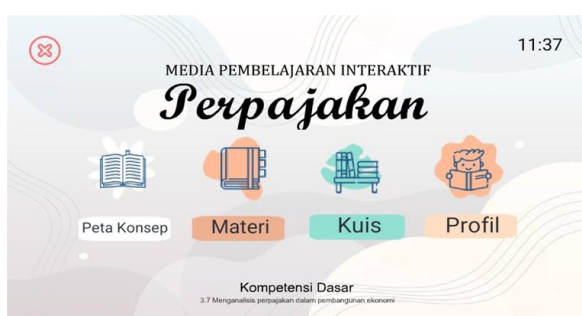 11:37
MEDIA PEMBELAJARAN INTERAKTIF
Perpajakan
Peta Konsep
Materi
Kuis
Profil
Kompetensi Dasar
3.7 Menganalisis perpajakan dalam pembangunan ekonomi